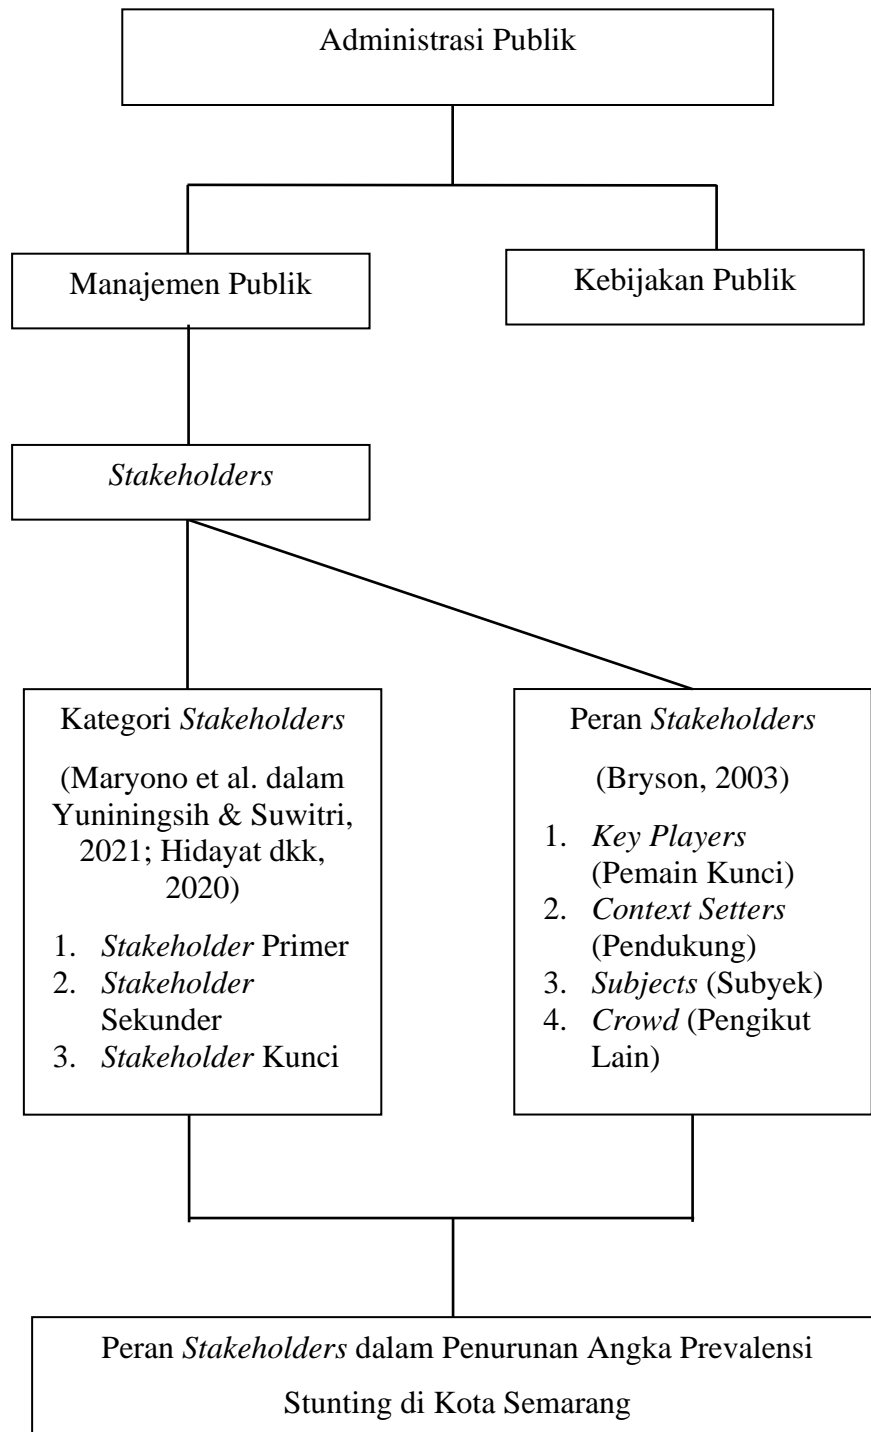 Administrasi Publik
Manajemen Publik
Kebijakan Publik
Stakeholders
Kategori Stakeholders
(Maryono et al. dalam
Yuniningsih & Suwitri,
2021; Hidayat dkk,
2020)
1. Stakeholder Primer
2. Stakeholder
Sekunder
3. Stakeholder Kunci
Peran Stakeholders
(Bryson, 2003)
1. Key Players
(Pemain Kunci)
2. Context Setters
(Pendukung)
3. Subjects (Subyek)
4. Crowd (Pengikut
Lain)
Peran Stakeholders dalam Penurunan Angka Prevalensi
Stunting di Kota Semarang